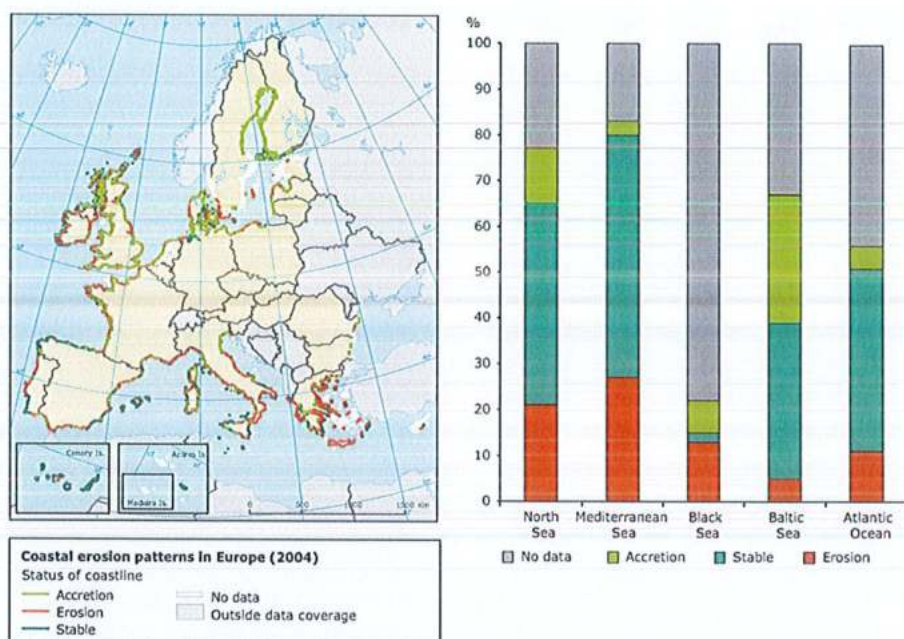 %
100
90
80
70
60
50
40
30
20
10
0
North Sea
Mediterranean Sea
Black Sea
Baltic Sea
Atlantic Ocean
No data Accretion Stable Erosion
Canary Is.
Azores Is.
Madeira Is.
0 500 1000 1500 km
Coastal erosion patterns in Europe (2004)
Status of coastline
Accretion
Erosion
Stable
No data
Outside data coverage